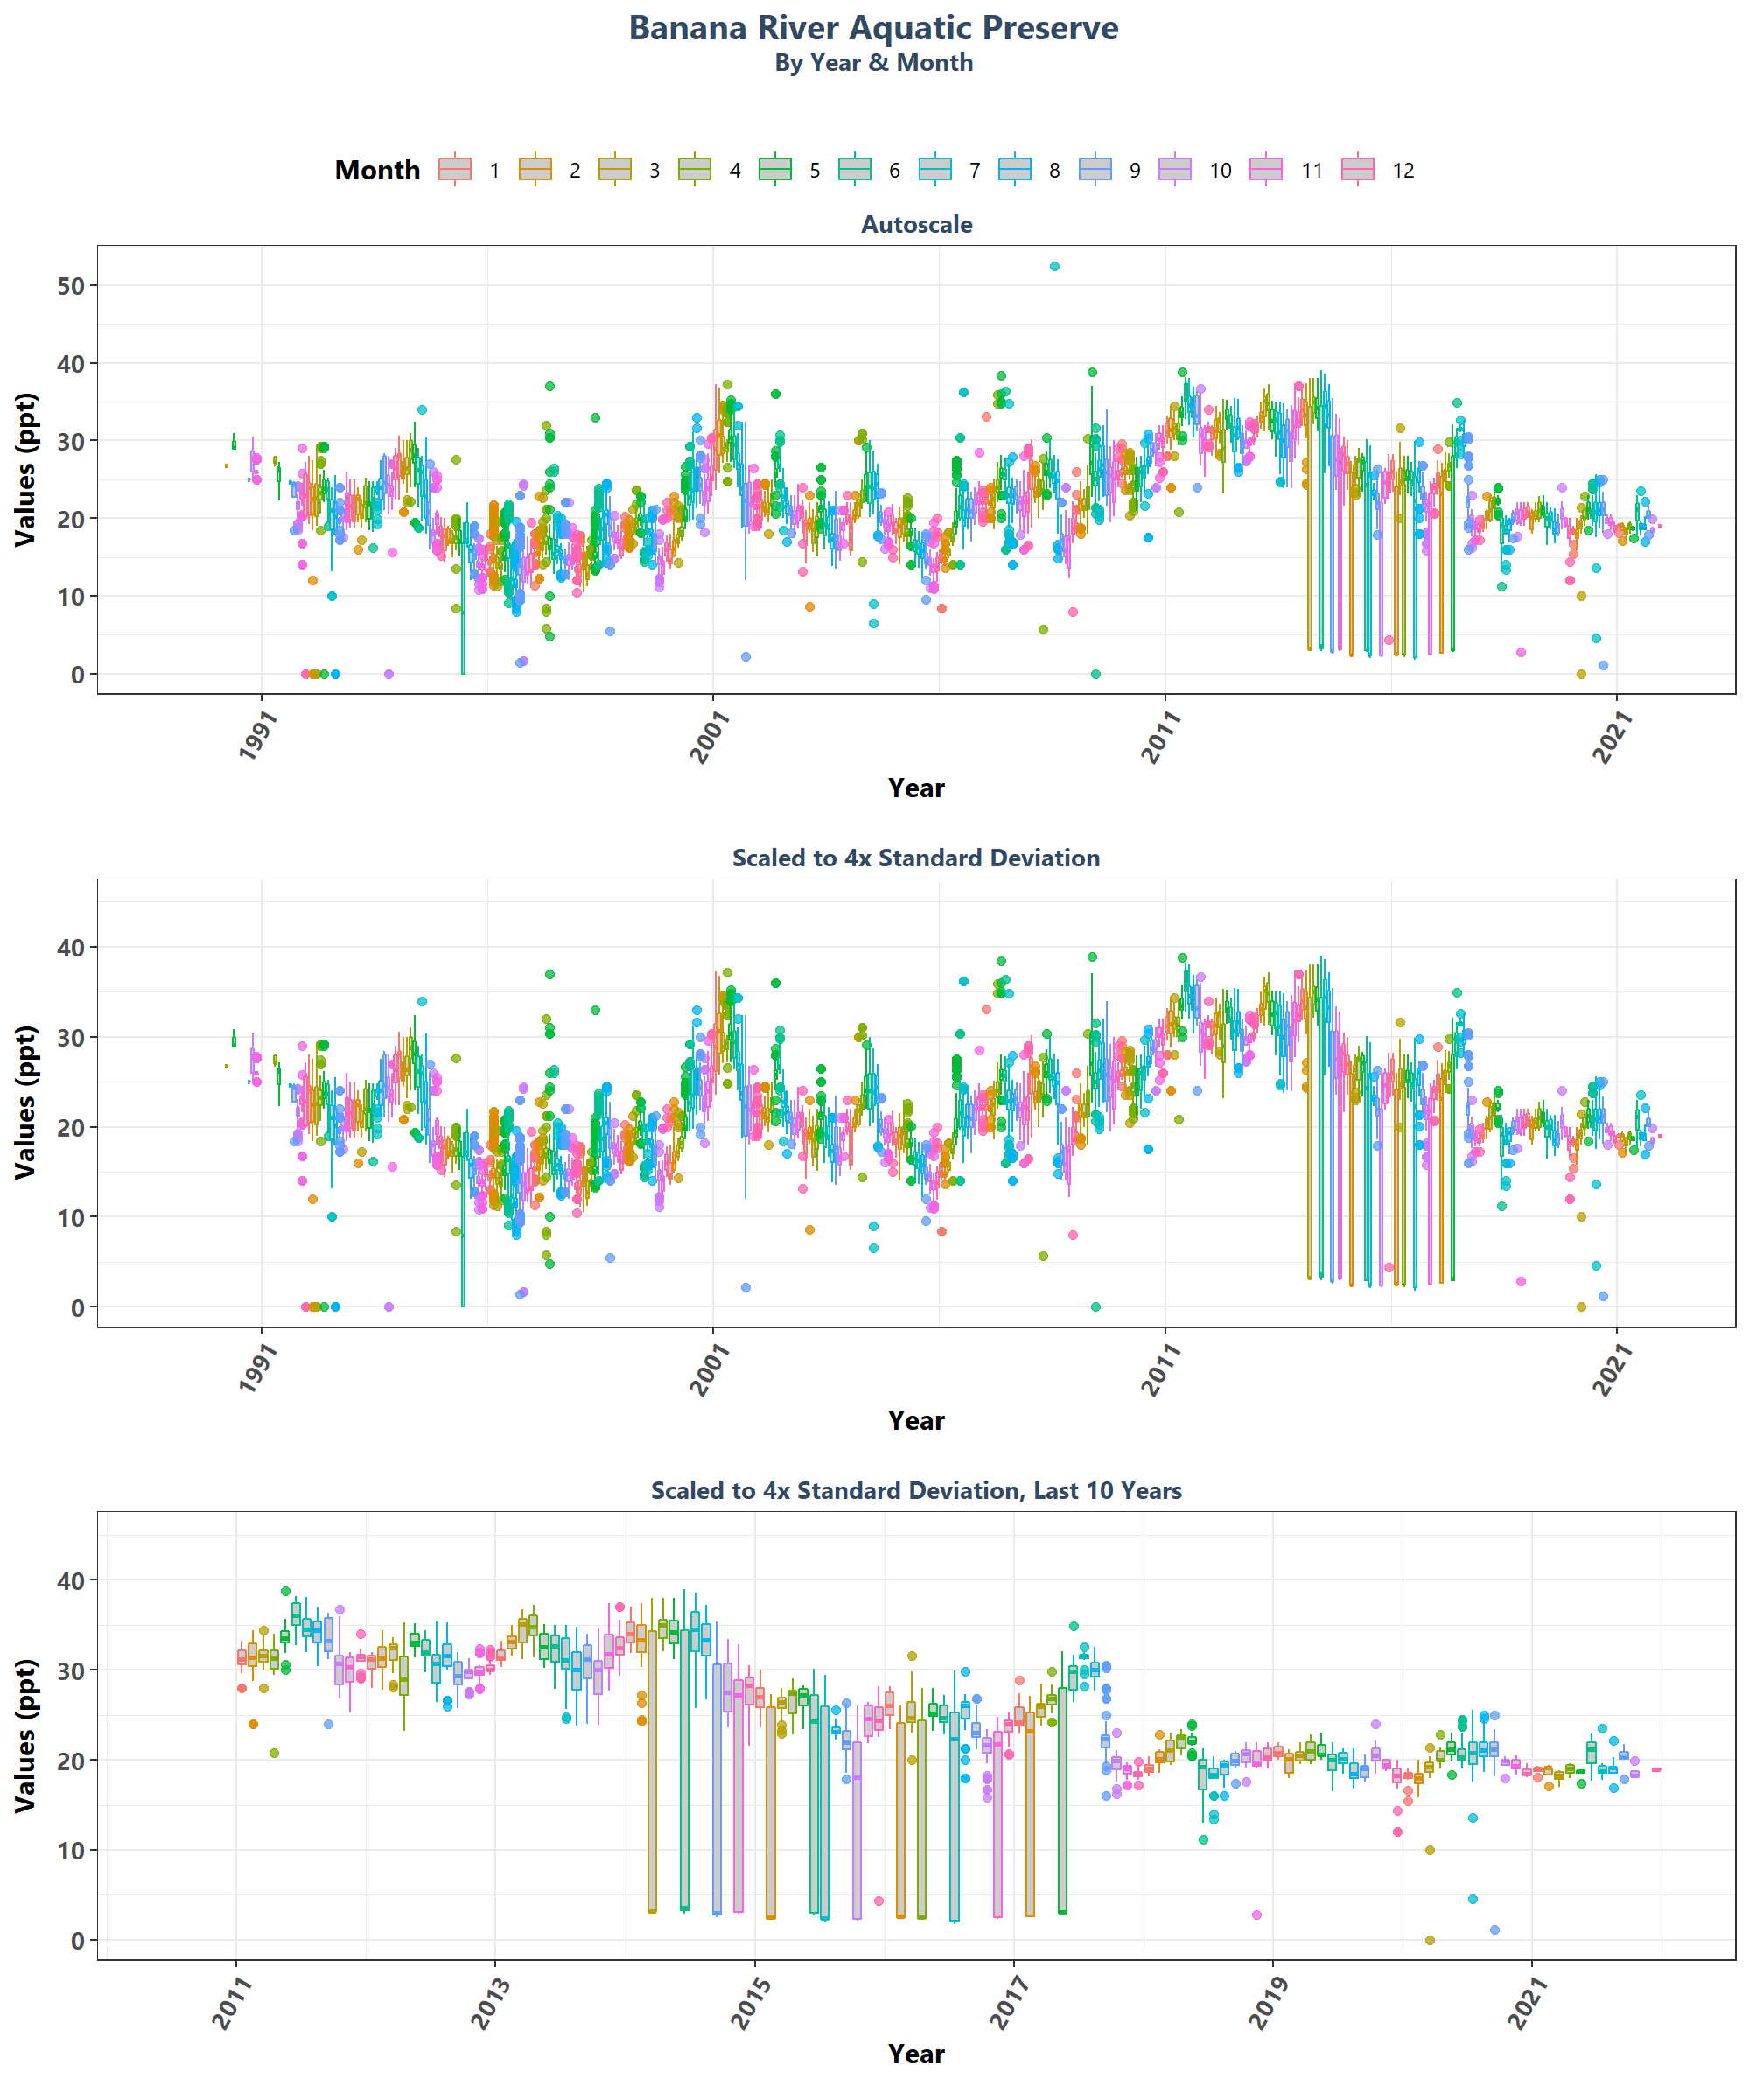 Banana River Aquatic Preserve
By Year & Month
Month 1 2 3 4 5 6 7 8 9 10 11 12
Autoscale
Values (ppt)
50
40
30
20
10
0
1991 2001 2011 2021
Year
Scaled to 4x Standard Deviation
Values (ppt)
40
30
20
10
0
1991 2001 2011 2021
Year
Scaled to 4x Standard Deviation, Last 10 Years
Values (ppt)
40
30
20
10
0
2011 2013 2015 2017 2019 2021
Year